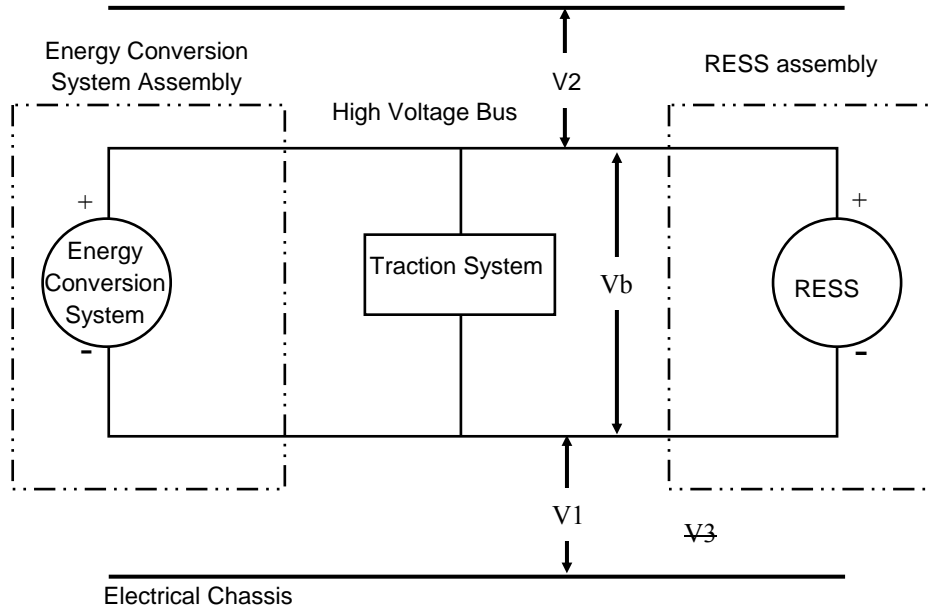 Energy Conversion
System Assembly
V2
RESS assembly
High Voltage Bus
+
+
Energy
Conversion
System
Traction System
Vb
RESS
-
-
V1
V3
Electrical Chassis